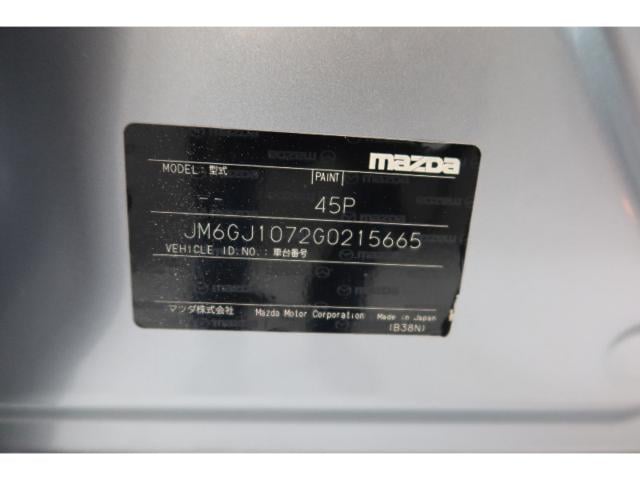 mazda
MODEL:型式 PAINT
-- 45P
JM6GJ1072G0215665
VEHICLE ID.NO.:車台番号
マツダ株式会社 Mazda Motor Corporation Made in Japan
(B38N)